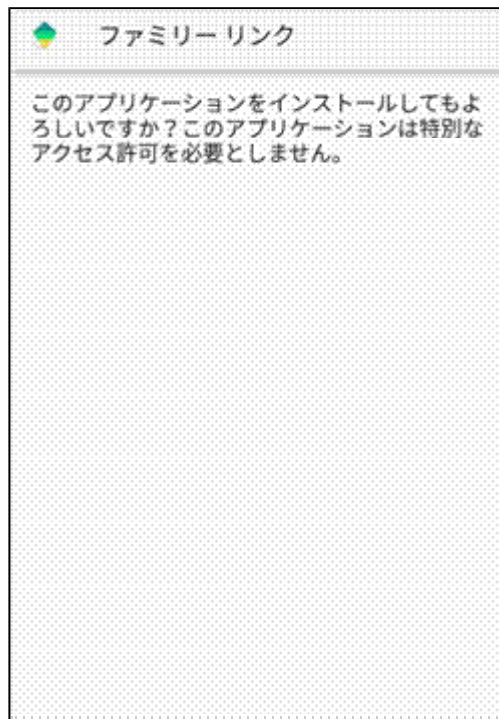 ファミリー リンク
このアプリケーションをインストールしてもよ
ろしいですか？このアプリケーションは特別な
アクセス許可を必要としません。